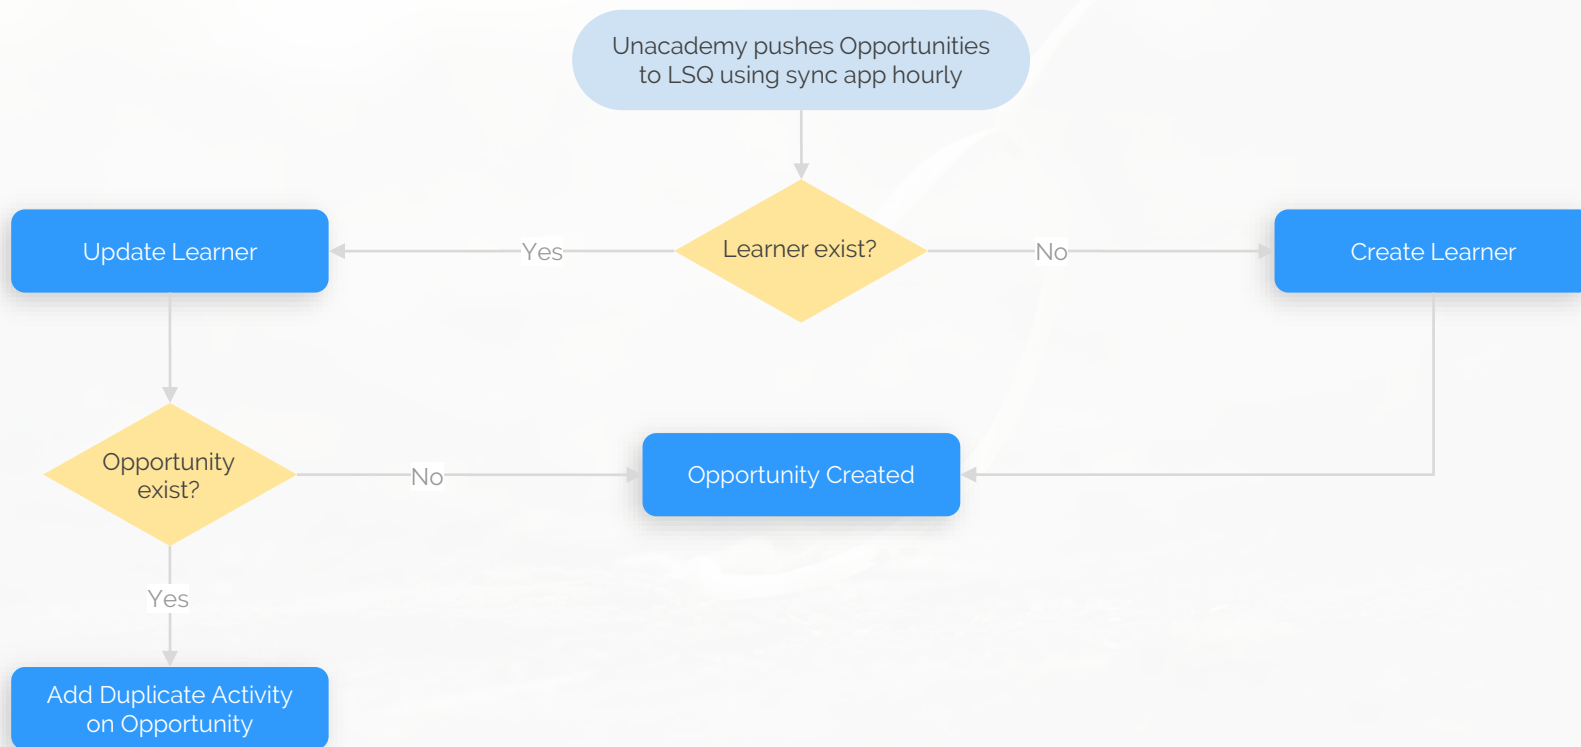 Unacademy pushes Opportunities
to LSQ using sync app hourly
Update Learner
Yes
Learner exist?
No
Create Learner
Opportunity
exist?
No
Opportunity Created
Yes
Add Duplicate Activity
on Opportunity